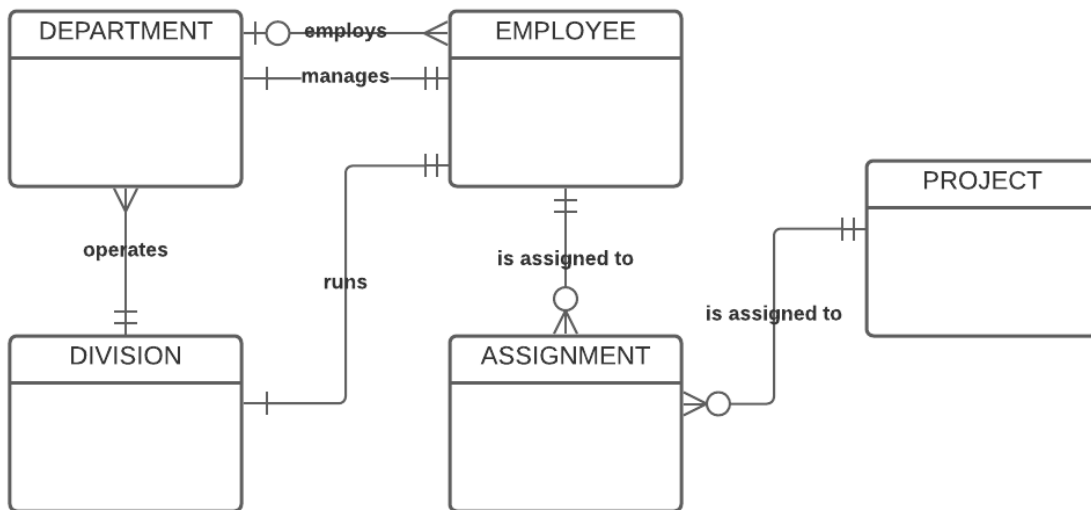 DEPARTMENT
employs
EMPLOYEE
manages
PROJECT
operates
runs
is assigned to
is assigned to
DIVISION
ASSIGNMENT